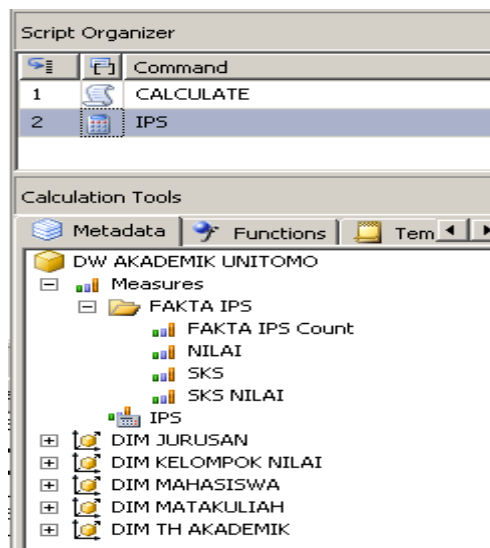 Script Organizer
Command
1 CALCULATE
2 IPS
Calculation Tools
Metadata Functions Tem
DW AKADEMIK UNITOMO
Measures
FAKTA IPS
FAKTA IPS Count
NILAI
SKS
SKS NILAI
IPS
DIM JURUSAN
DIM KELOMPOK NILAI
DIM MAHASISWA
DIM MATAKULIAH
DIM TH AKADEMIK